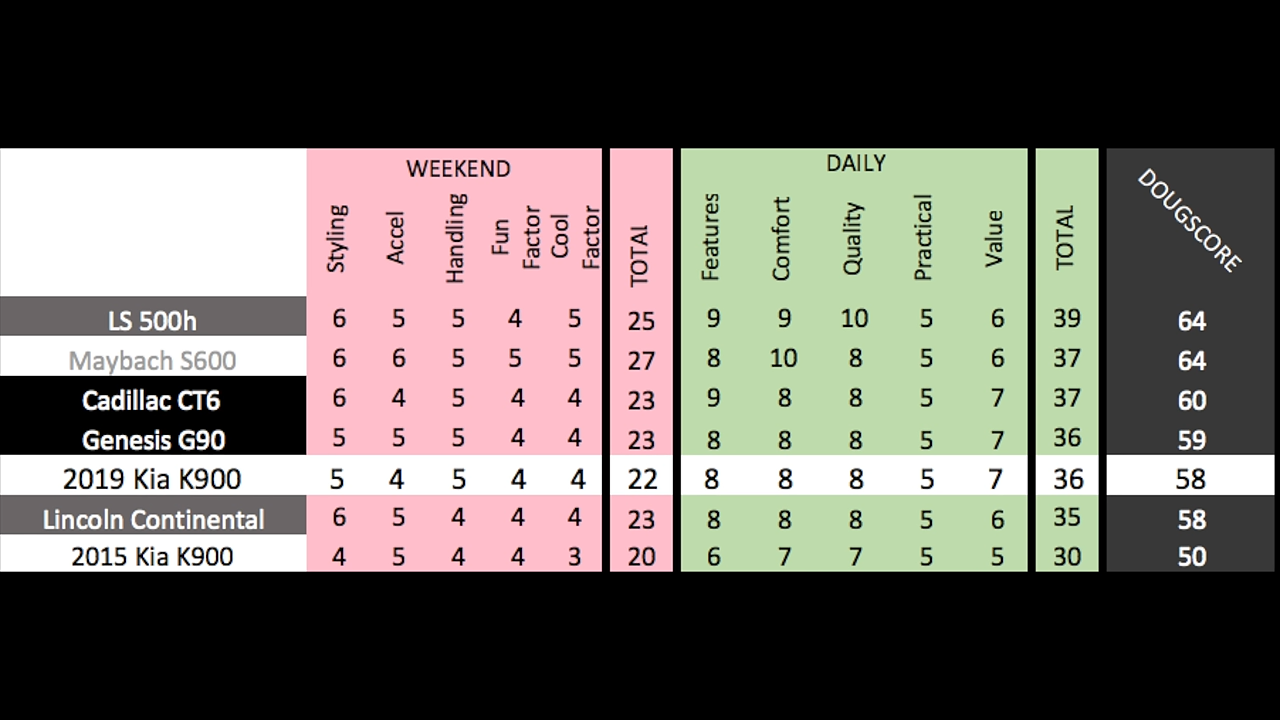 WEEKEND DAILY
Styling Accel Handling Fun Factor Cool Factor TOTAL Features Comfort Quality Practical Value TOTAL DOUGSCORE
LS 500h 6 5 5 4 5 25 9 9 10 5 6 39 64
Maybach S600 6 6 5 5 5 27 8 10 8 5 6 37 64
Cadillac CT6 6 4 5 4 4 23 9 8 8 5 7 37 60
Genesis G90 5 5 5 4 4 23 8 8 8 5 7 36 59
2019 Kia K900 5 4 5 4 4 22 8 8 8 5 7 36 58
Lincoln Continental 6 5 4 4 4 23 8 8 8 5 6 35 58
2015 Kia K900 4 5 4 4 3 20 6 7 7 5 5 30 50